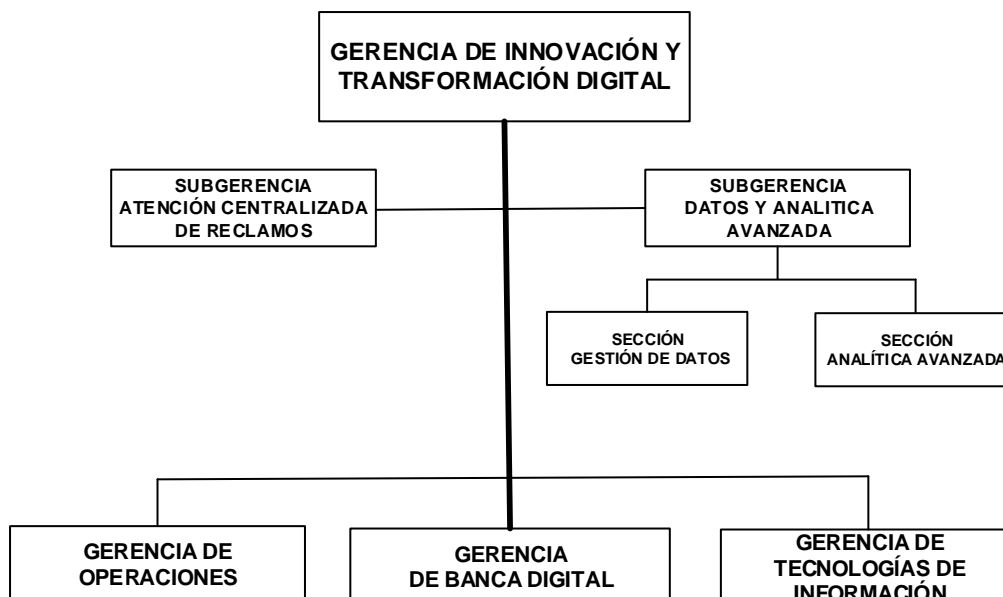 GERENCIA DE INNOVACIÓN Y
TRANSFORMACIÓN DIGITAL
SUBGERENCIA
ATENCIÓN CENTRALIZADA
DE RECLAMOS
SUBGERENCIA
DATOS Y ANALITICA
AVANZADA
SECCIÓN
GESTIÓN DE DATOS
SECCIÓN
ANALÍTICA AVANZADA
GERENCIA DE
OPERACIONES
GERENCIA
DE BANCA DIGITAL
GERENCIA DE
TECNOLOGÍAS DE
INFORMACIÓN